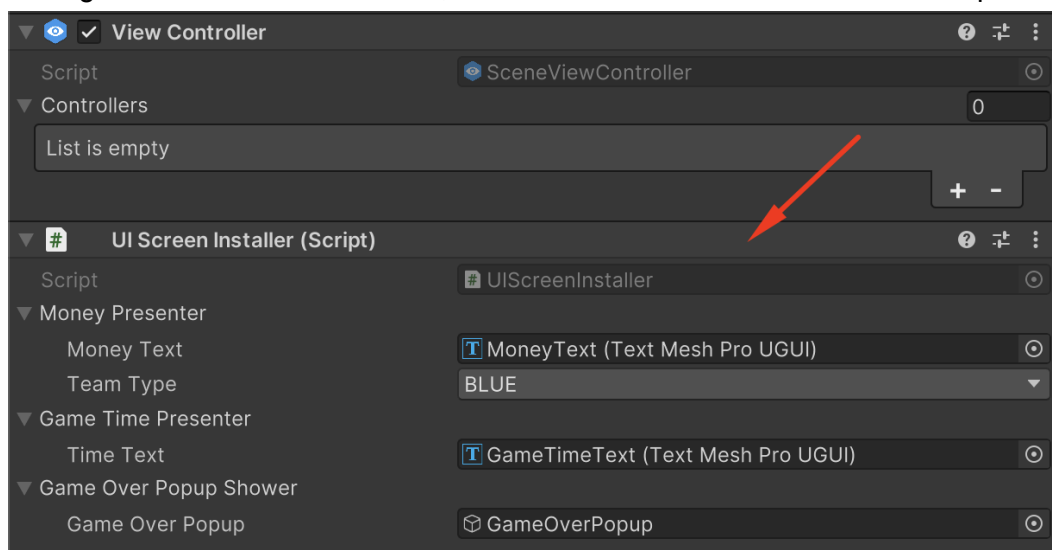 View Controller
Script SceneViewController
Controllers 0
List is empty
+ -
# UI Screen Installer (Script)
Script # UIScreenInstaller
Money Presenter
Money Text T MoneyText (Text Mesh Pro UGUI)
Team Type BLUE
Game Time Presenter
Time Text T GameTimeText (Text Mesh Pro UGUI)
Game Over Popup Shower
Game Over Popup GameOverPopup